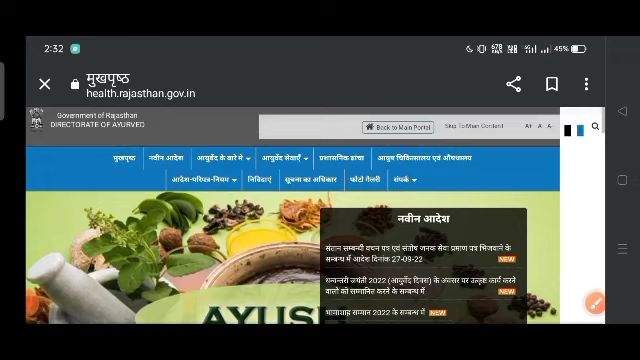 2:32 45%
मुखपृष्ठ
health.rajasthan.gov.in
Government of Rajasthan
DIRECTORATE OF AYURVED
Back to Main Portal Skip To Main Content A+ A A-
मुखपृष्ठ नवीन आदेश आयुर्वेद के बारे मे आयुर्वेद सेवाएँ प्रशासनिक ढांचा आयुष चिकित्सालय एवं औषधालय
आदेश-परिपत्र-नियम निविदाएं सूचना का अधिकार फोटो गैलरी संपर्क
नवीन आदेश
संतान सम्बन्धी वचन पत्र एवं संतोष जनक सेवा प्रमाण पत्र भिजवाने के
सम्बन्ध में आदेश दिनांक 27-09-22 NEW
धन्वन्तरी जयंती 2022 (आयुर्वेद दिवस) के अवसर पर उत्कृष्ट कार्य करने
वालो को सम्मानित करने के सम्बन्ध में NEW
भामाशाह सम्मान 2022 के सम्बन्ध में NEW
AYUSH